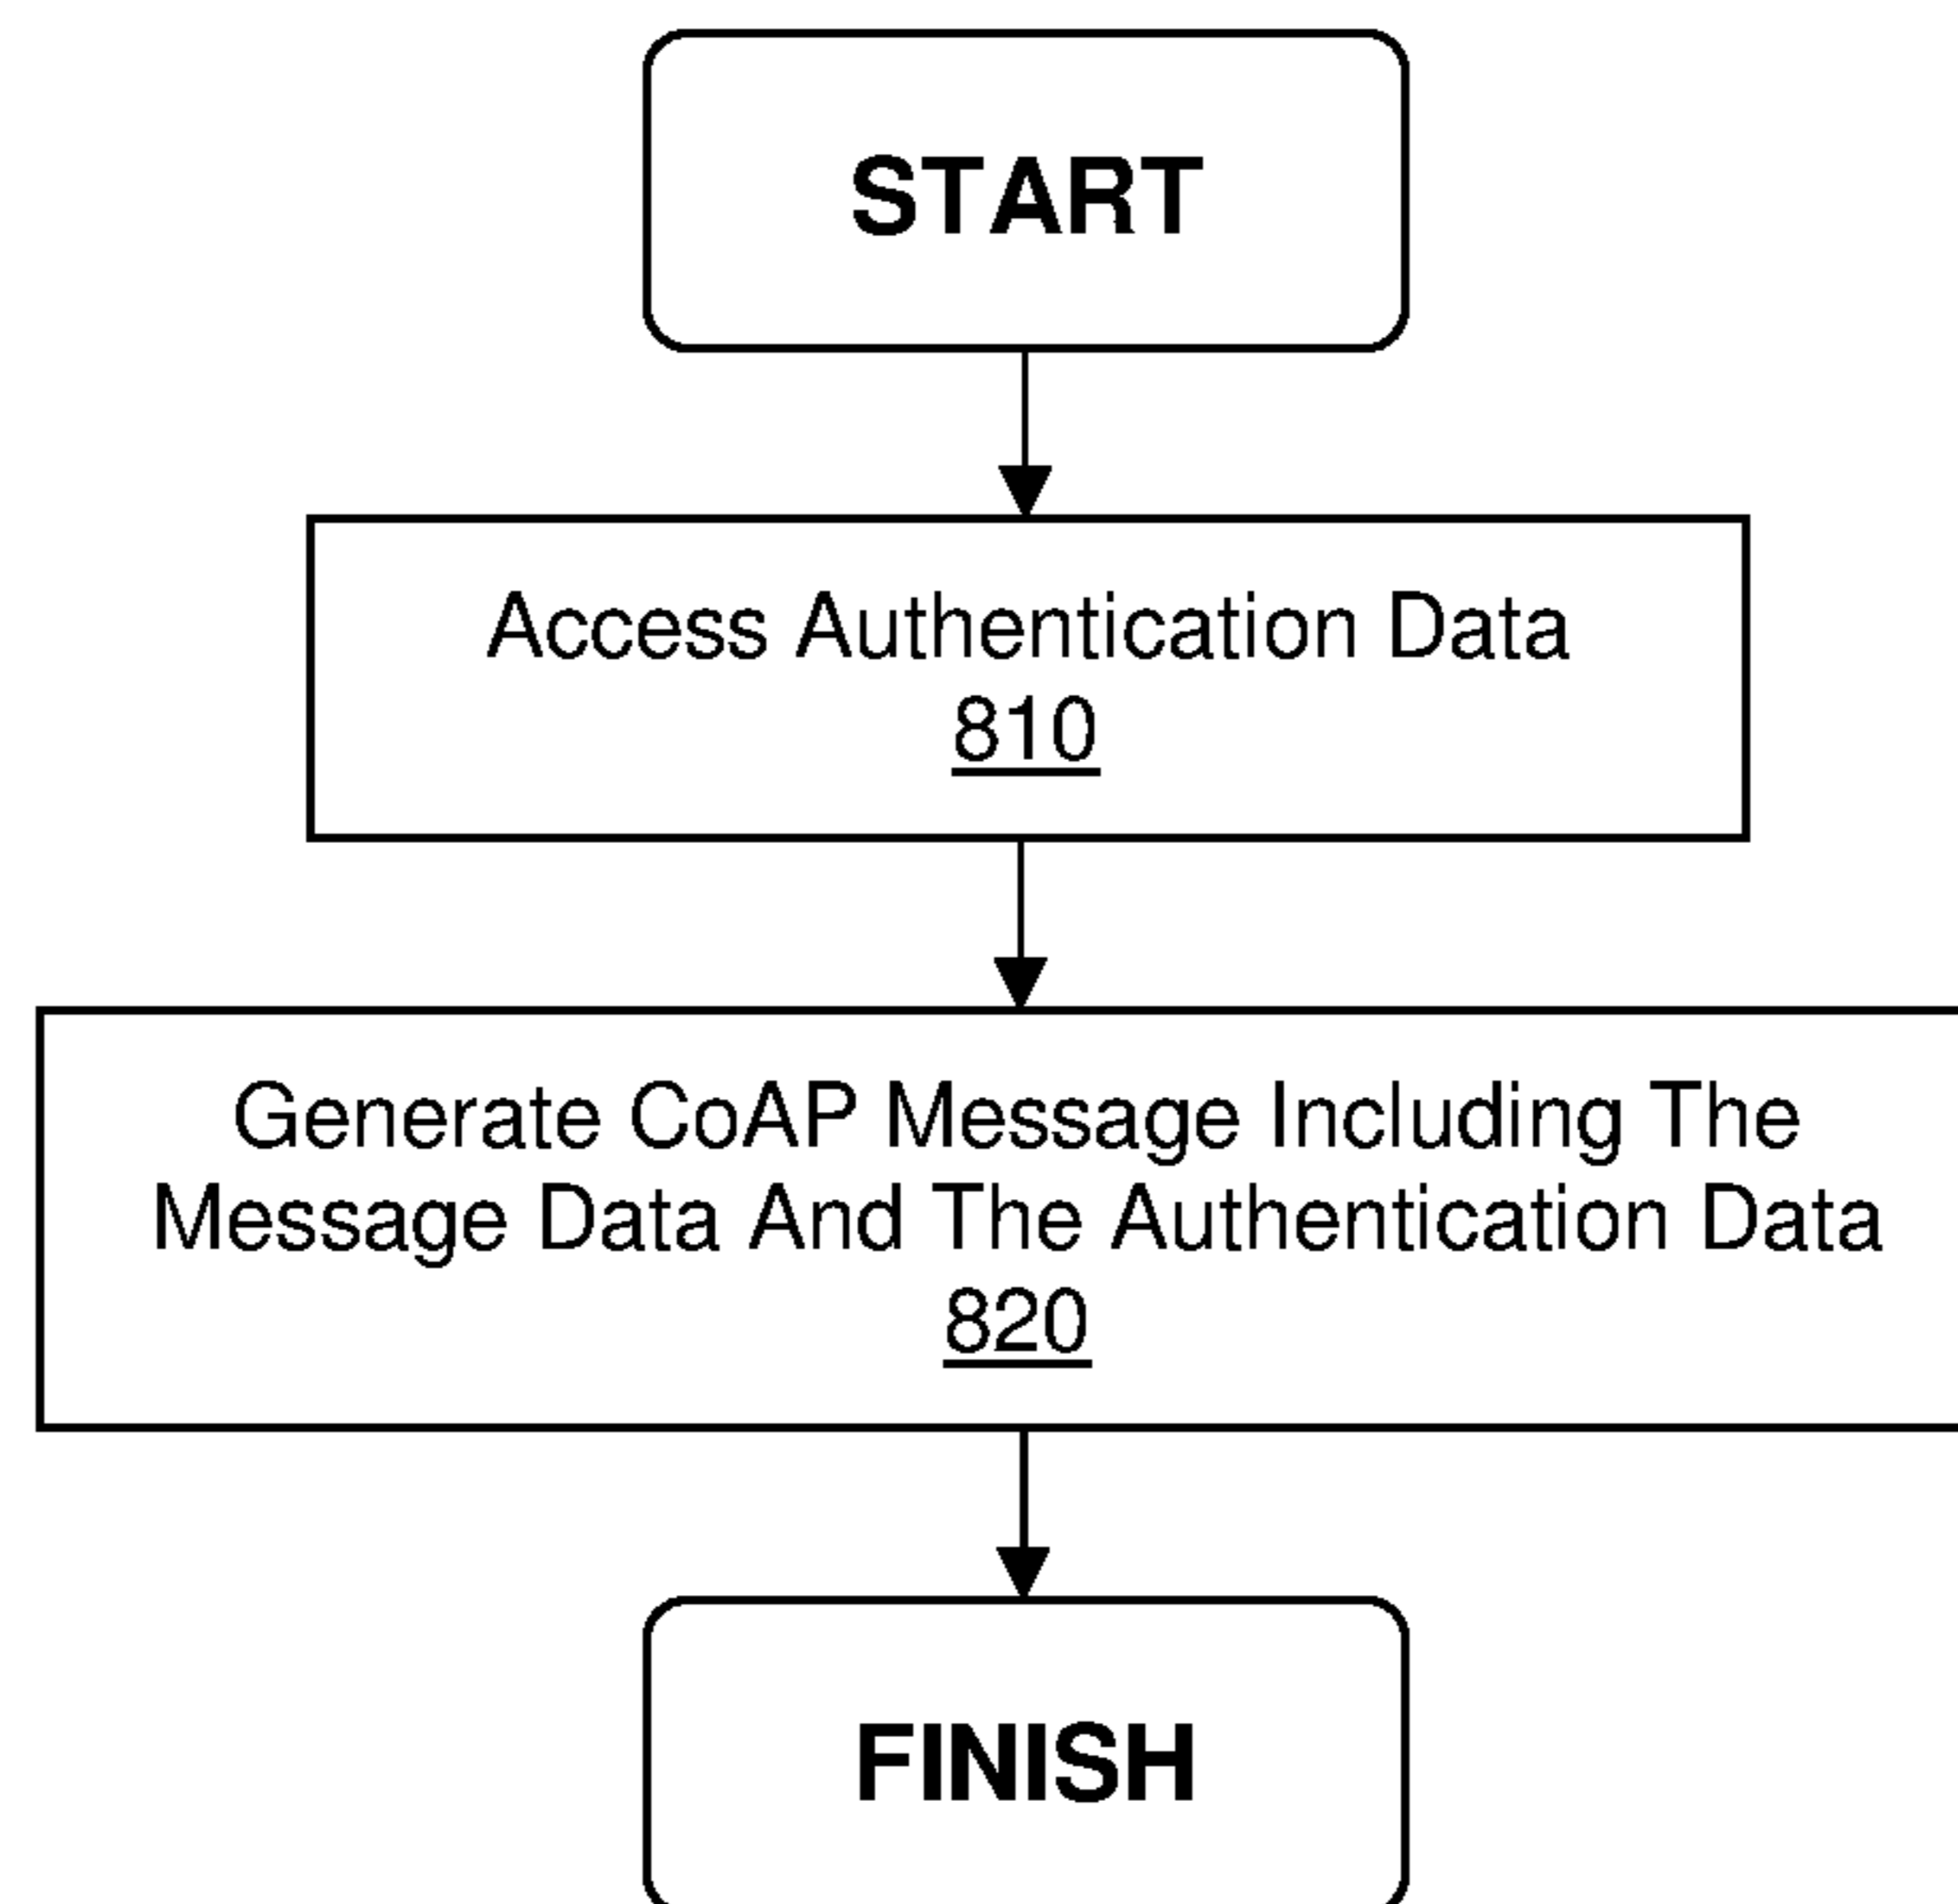 START
Access Authentication Data
810
Generate CoAP Message Including The
Message Data And The Authentication Data
820
FINISH